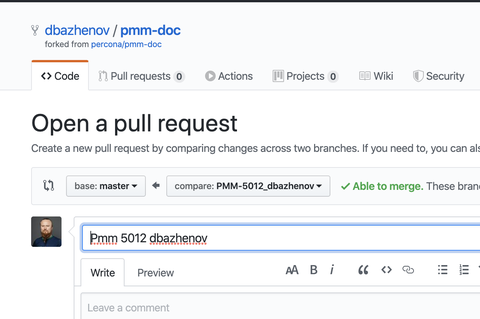 dbazhenov / pmm-doc
forked from percona/pmm-doc
Code Pull requests 0 Actions Projects 0 Wiki Security
Open a pull request
Create a new pull request by comparing changes across two branches. If you need to, you can
base: master compare: PMM-5012_dbazhenov Able to merge. These
Pmm 5012 dbazhenov
Write Preview AA B i
Leave a comment